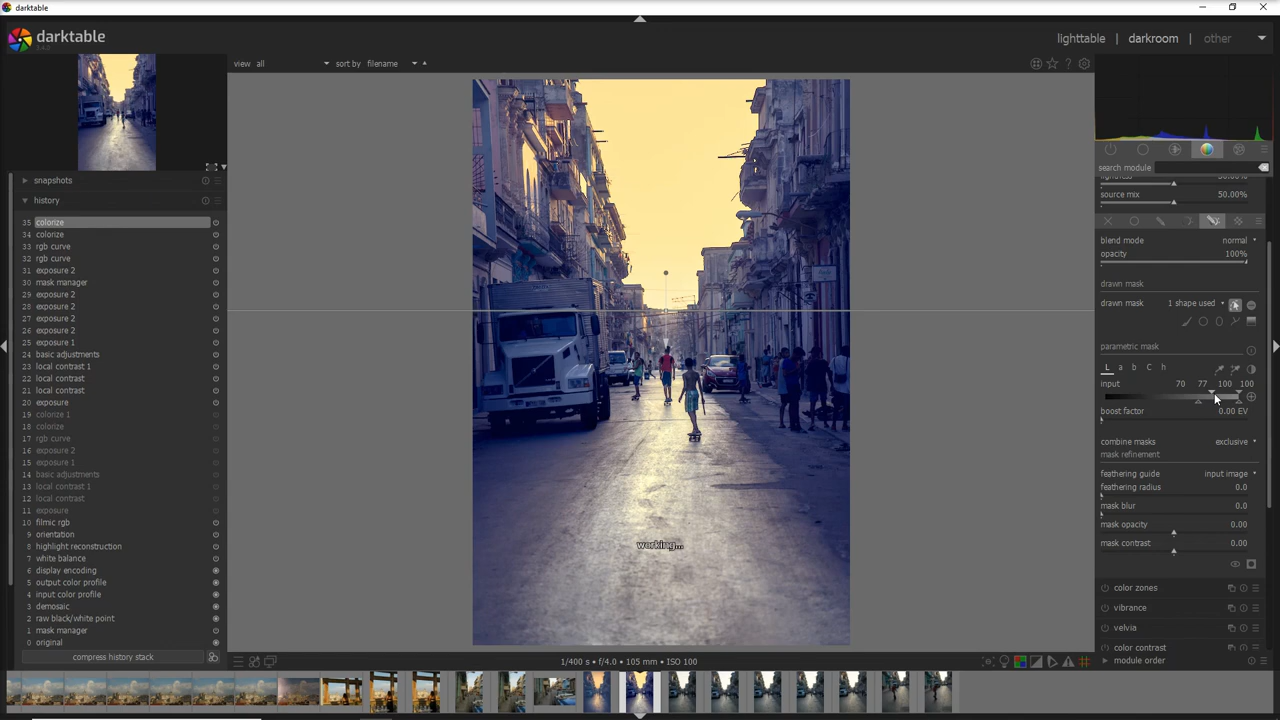 darktable
darktable
3.4.0
lighttable | darkroom | other
view all sort by filename
snapshots
history
35 colorize
34 colorize
33 rgb curve
32 rgb curve
31 exposure 2
30 mask manager
29 exposure 2
28 exposure 2
27 exposure 2
26 exposure 2
25 exposure 1
24 basic adjustments
23 local contrast 1
22 local contrast
21 local contrast
20 exposure
19 colorize 1
18 colorize
17 rgb curve
16 exposure 2
15 exposure 1
14 basic adjustments
13 local contrast 1
12 local contrast
11 exposure
10 filmic rgb
9 orientation
8 highlight reconstruction
7 white balance
6 display encoding
5 output color profile
4 input color profile
3 demosaic
2 raw black/white point
1 mask manager
0 original
compress history stack
working...
1/400 s • f/4.0 • 105 mm • ISO 100
search module
lightness 50.00%
source mix 50.00%
blend mode normal
opacity 100%
drawn mask
drawn mask 1 shape used
parametric mask
L a b C h
input 70 77 100 100
boost factor 0.00 EV
combine masks exclusive
mask refinement
feathering guide input image
feathering radius 0.0
mask blur 0.0
mask opacity 0.00
mask contrast 0.00
color zones
vibrance
velvia
color contrast
module order